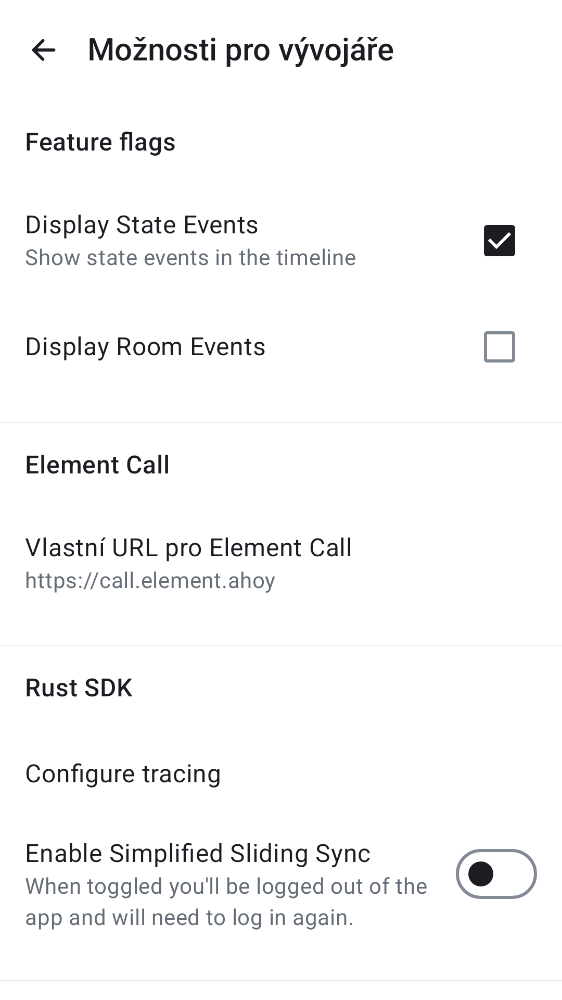 Možnosti pro vývojáře
Feature flags
Display State Events
Show state events in the timeline
Display Room Events
Element Call
Vlastní URL pro Element Call
https://call.element.ahoy
Rust SDK
Configure tracing
Enable Simplified Sliding Sync
When toggled you'll be logged out of the
app and will need to log in again.